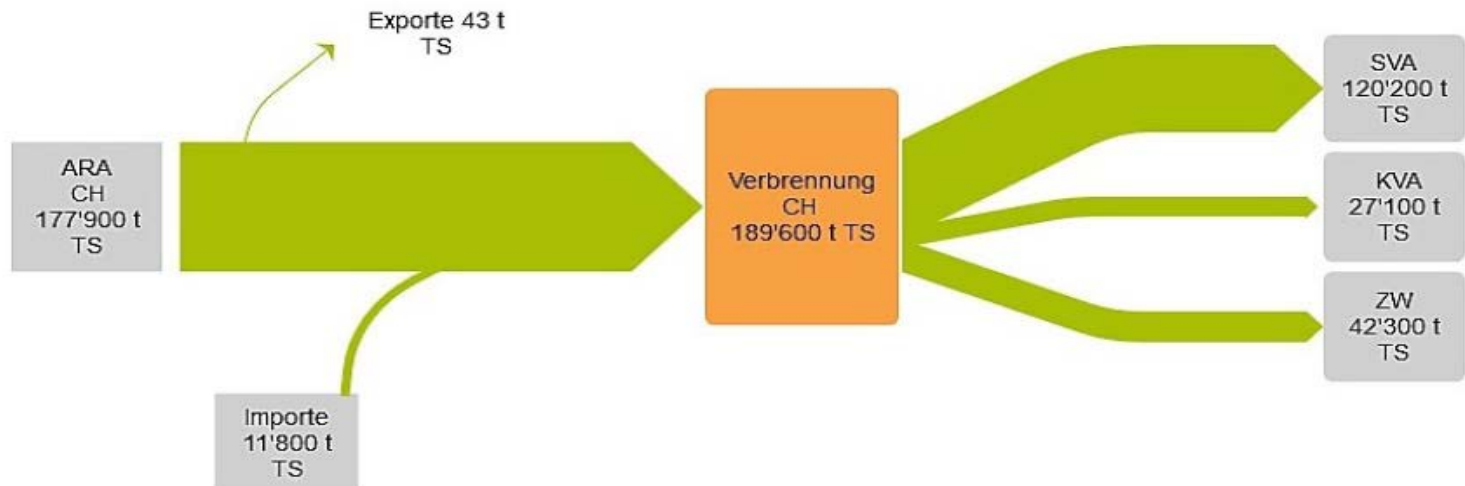 Exporte 43 t
TS
ARA
CH
177'900 t
TS
Importe
11'800 t
TS
Verbrennung
CH
189'600 t TS
SVA
120'200 t
TS
KVA
27'100 t
TS
ZW
42'300 t
TS